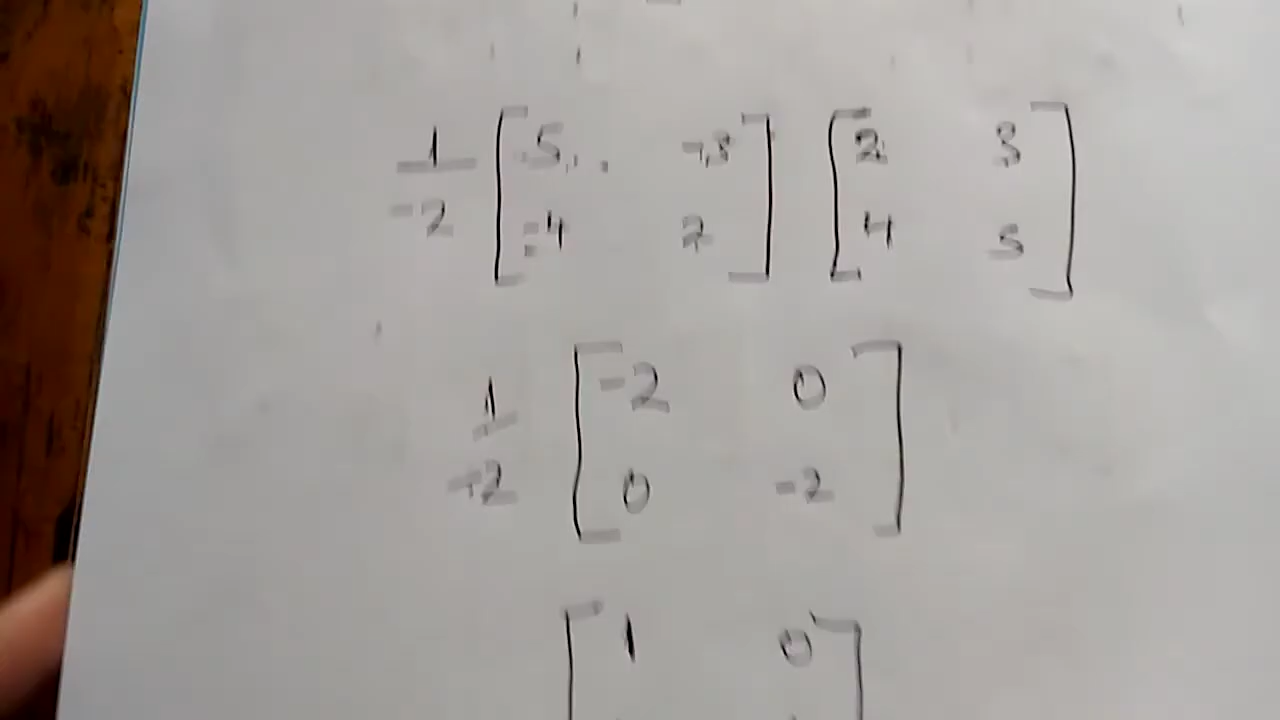 1/-2 [5 -3] [2 3]
[-4 2] [4 5]
1/-2 [-2 0]
[0 -2]
[1 0]